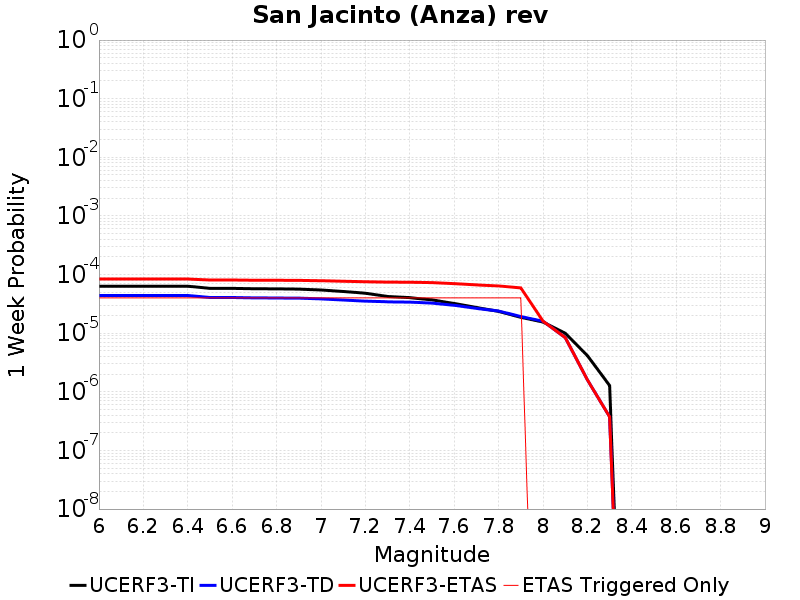 San Jacinto (Anza) rev
10^0
10^-1
10^-2
10^-3
10^-4
10^-5
10^-6
10^-7
10^-8
1 Week Probability
6 6.2 6.4 6.6 6.8 7 7.2 7.4 7.6 7.8 8 8.2 8.4 8.6 8.8 9
Magnitude
UCERF3-TI UCERF3-TD UCERF3-ETAS ETAS Triggered Only